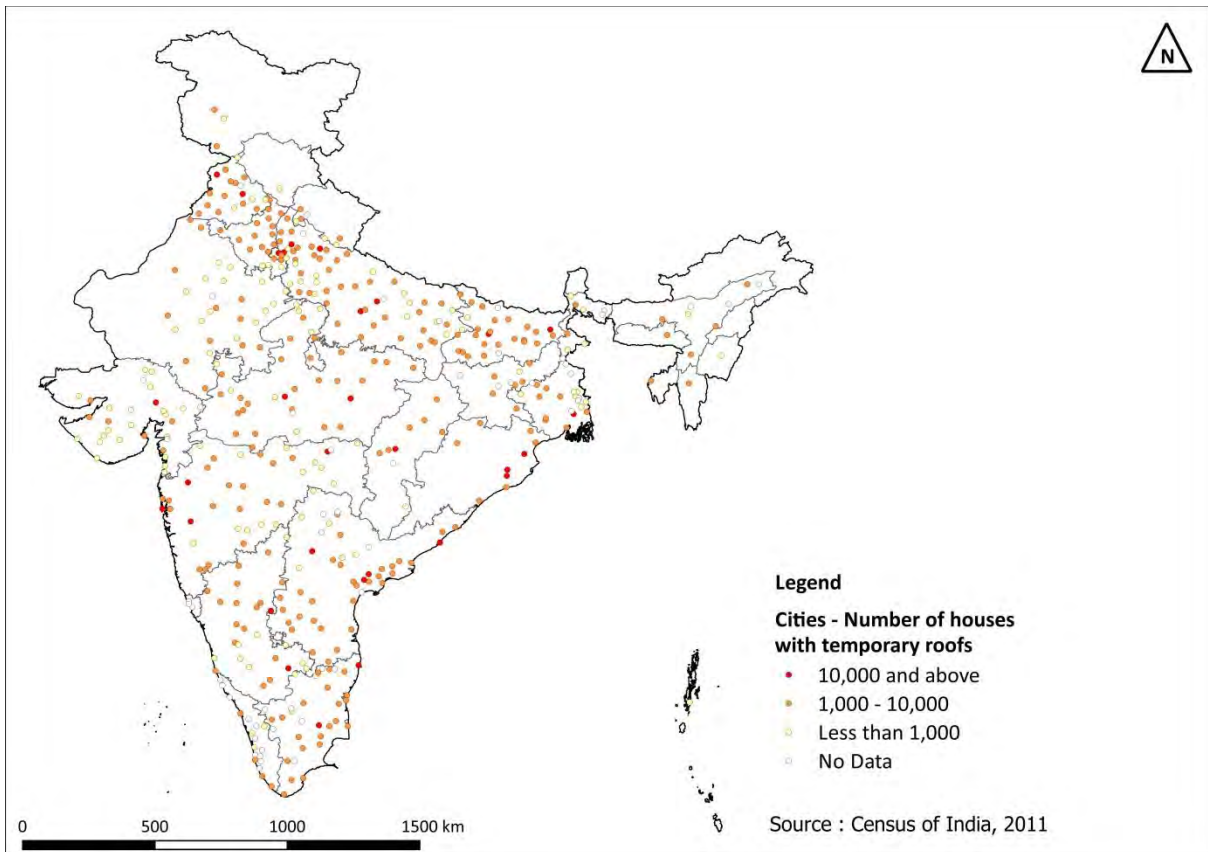 N
Legend
Cities - Number of houses
with temporary roofs
10,000 and above
1,000 - 10,000
Less than 1,000
No Data
0 500 1000 1500 km
Source : Census of India, 2011